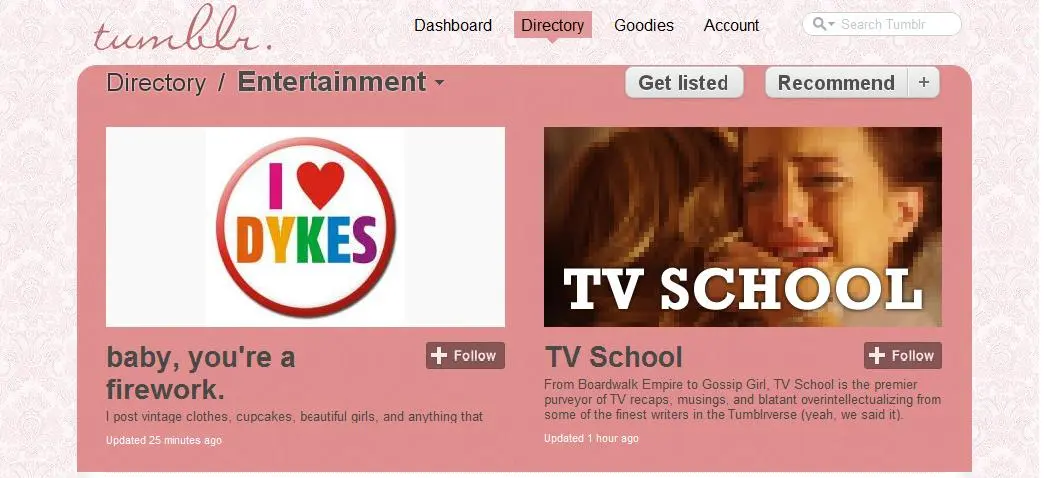 tumblr.
Dashboard Directory Goodies Account Search Tumblr
Directory / Entertainment Get listed Recommend +
I
DYKES
TV SCHOOL
baby, you're a
firework.
Follow
I post vintage clothes, cupcakes, beautiful girls, and anything that
Updated 25 minutes ago
TV School
Follow
From Boardwalk Empire to Gossip Girl, TV School is the premier
purveyor of TV recaps, musings, and blatant overintellectualizing from
some of the finest writers in the Tumblrverse (yeah, we said it).
Updated 1 hour ago